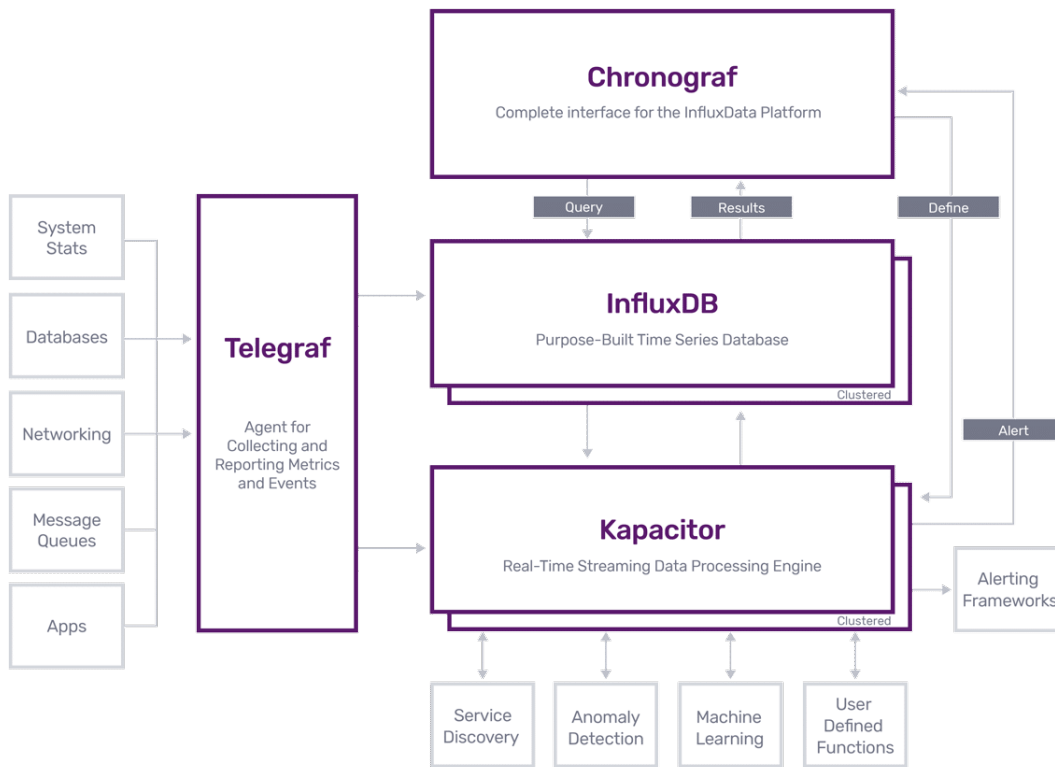 Chronograf
Complete interface for the InfluxData Platform
Query
Results
Define
System
Stats
Databases
Networking
Message
Queues
Apps
Telegraf
Agent for
Collecting and
Reporting Metrics
and Events
InfluxDB
Purpose-Built Time Series Database
Clustered
Alert
Kapacitor
Real-Time Streaming Data Processing Engine
Clustered
Alerting
Frameworks
Service
Discovery
Anomaly
Detection
Machine
Learning
User
Defined
Functions